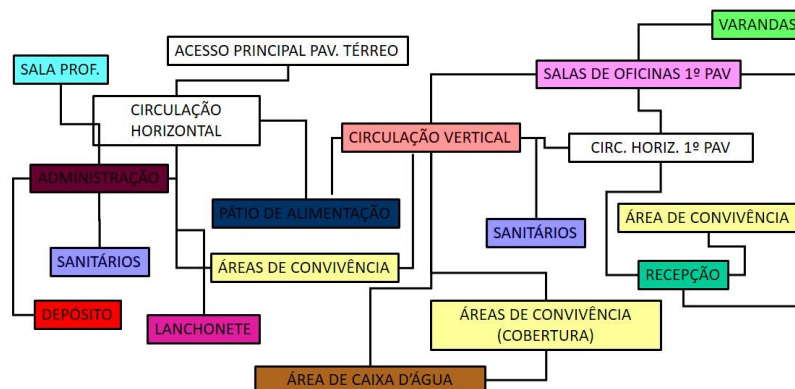 VARANDAS
ACESSO PRINCIPAL PAV. TÉRREO
SALA PROF.
SALAS DE OFICINAS 1º PAV
CIRCULAÇÃO
HORIZONTAL
CIRCULAÇÃO VERTICAL
CIRC. HORIZ. 1º PAV
ADMINISTRAÇÃO
PÁTIO DE ALIMENTAÇÃO
ÁREA DE CONVIVÊNCIA
SANITÁRIOS
SANITÁRIOS
ÁREAS DE CONVIVÊNCIA
RECEPÇÃO
DEPÓSITO
LANCHONETE
ÁREAS DE CONVIVÊNCIA
(COBERTURA)
ÁREA DE CAIXA D'ÁGUA